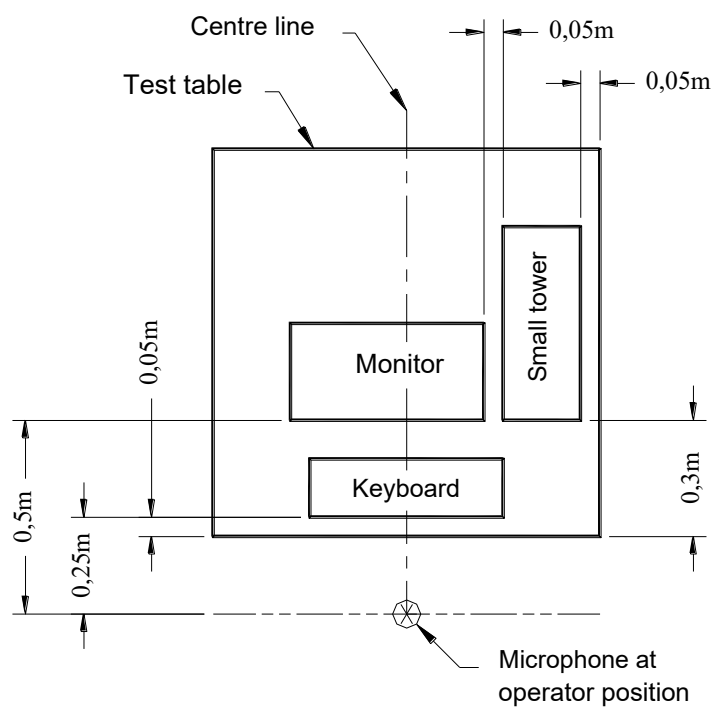 Centre line
0,05m
Test table
0,05m
Small tower
0,05m
Monitor
Keyboard
0,3m
0,5m
0,25m
Microphone at
operator position